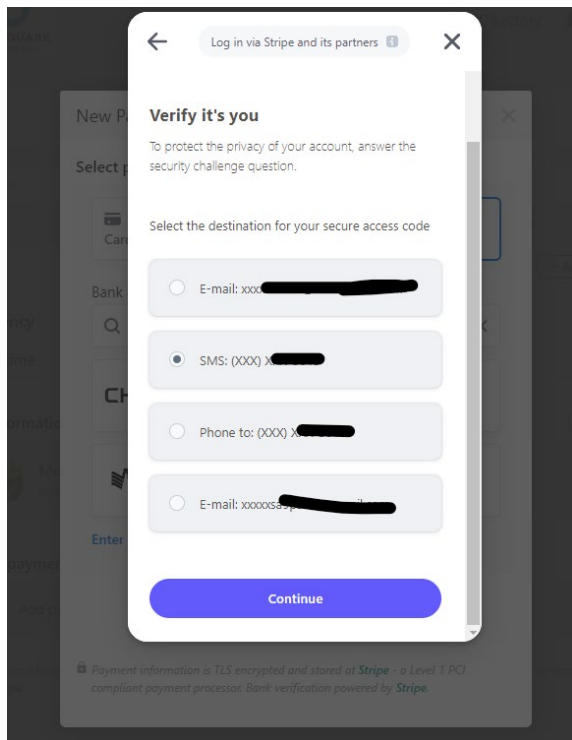 Log in via Stripe and its partners
New Pa
Verify it's you
To protect the privacy of your account, answer the
security challenge question.
Select p
Select the destination for your secure access code
Card
Bank
E-mail: xxx
SMS: (XXX) X
CH
Phone to: (XXX) X
E-mail: xxxxxsa
Enter
Continue
Payment information is TLS encrypted and stored at Stripe - a Level 1 PCI
compliant payment processor. Bank verification powered by Stripe.